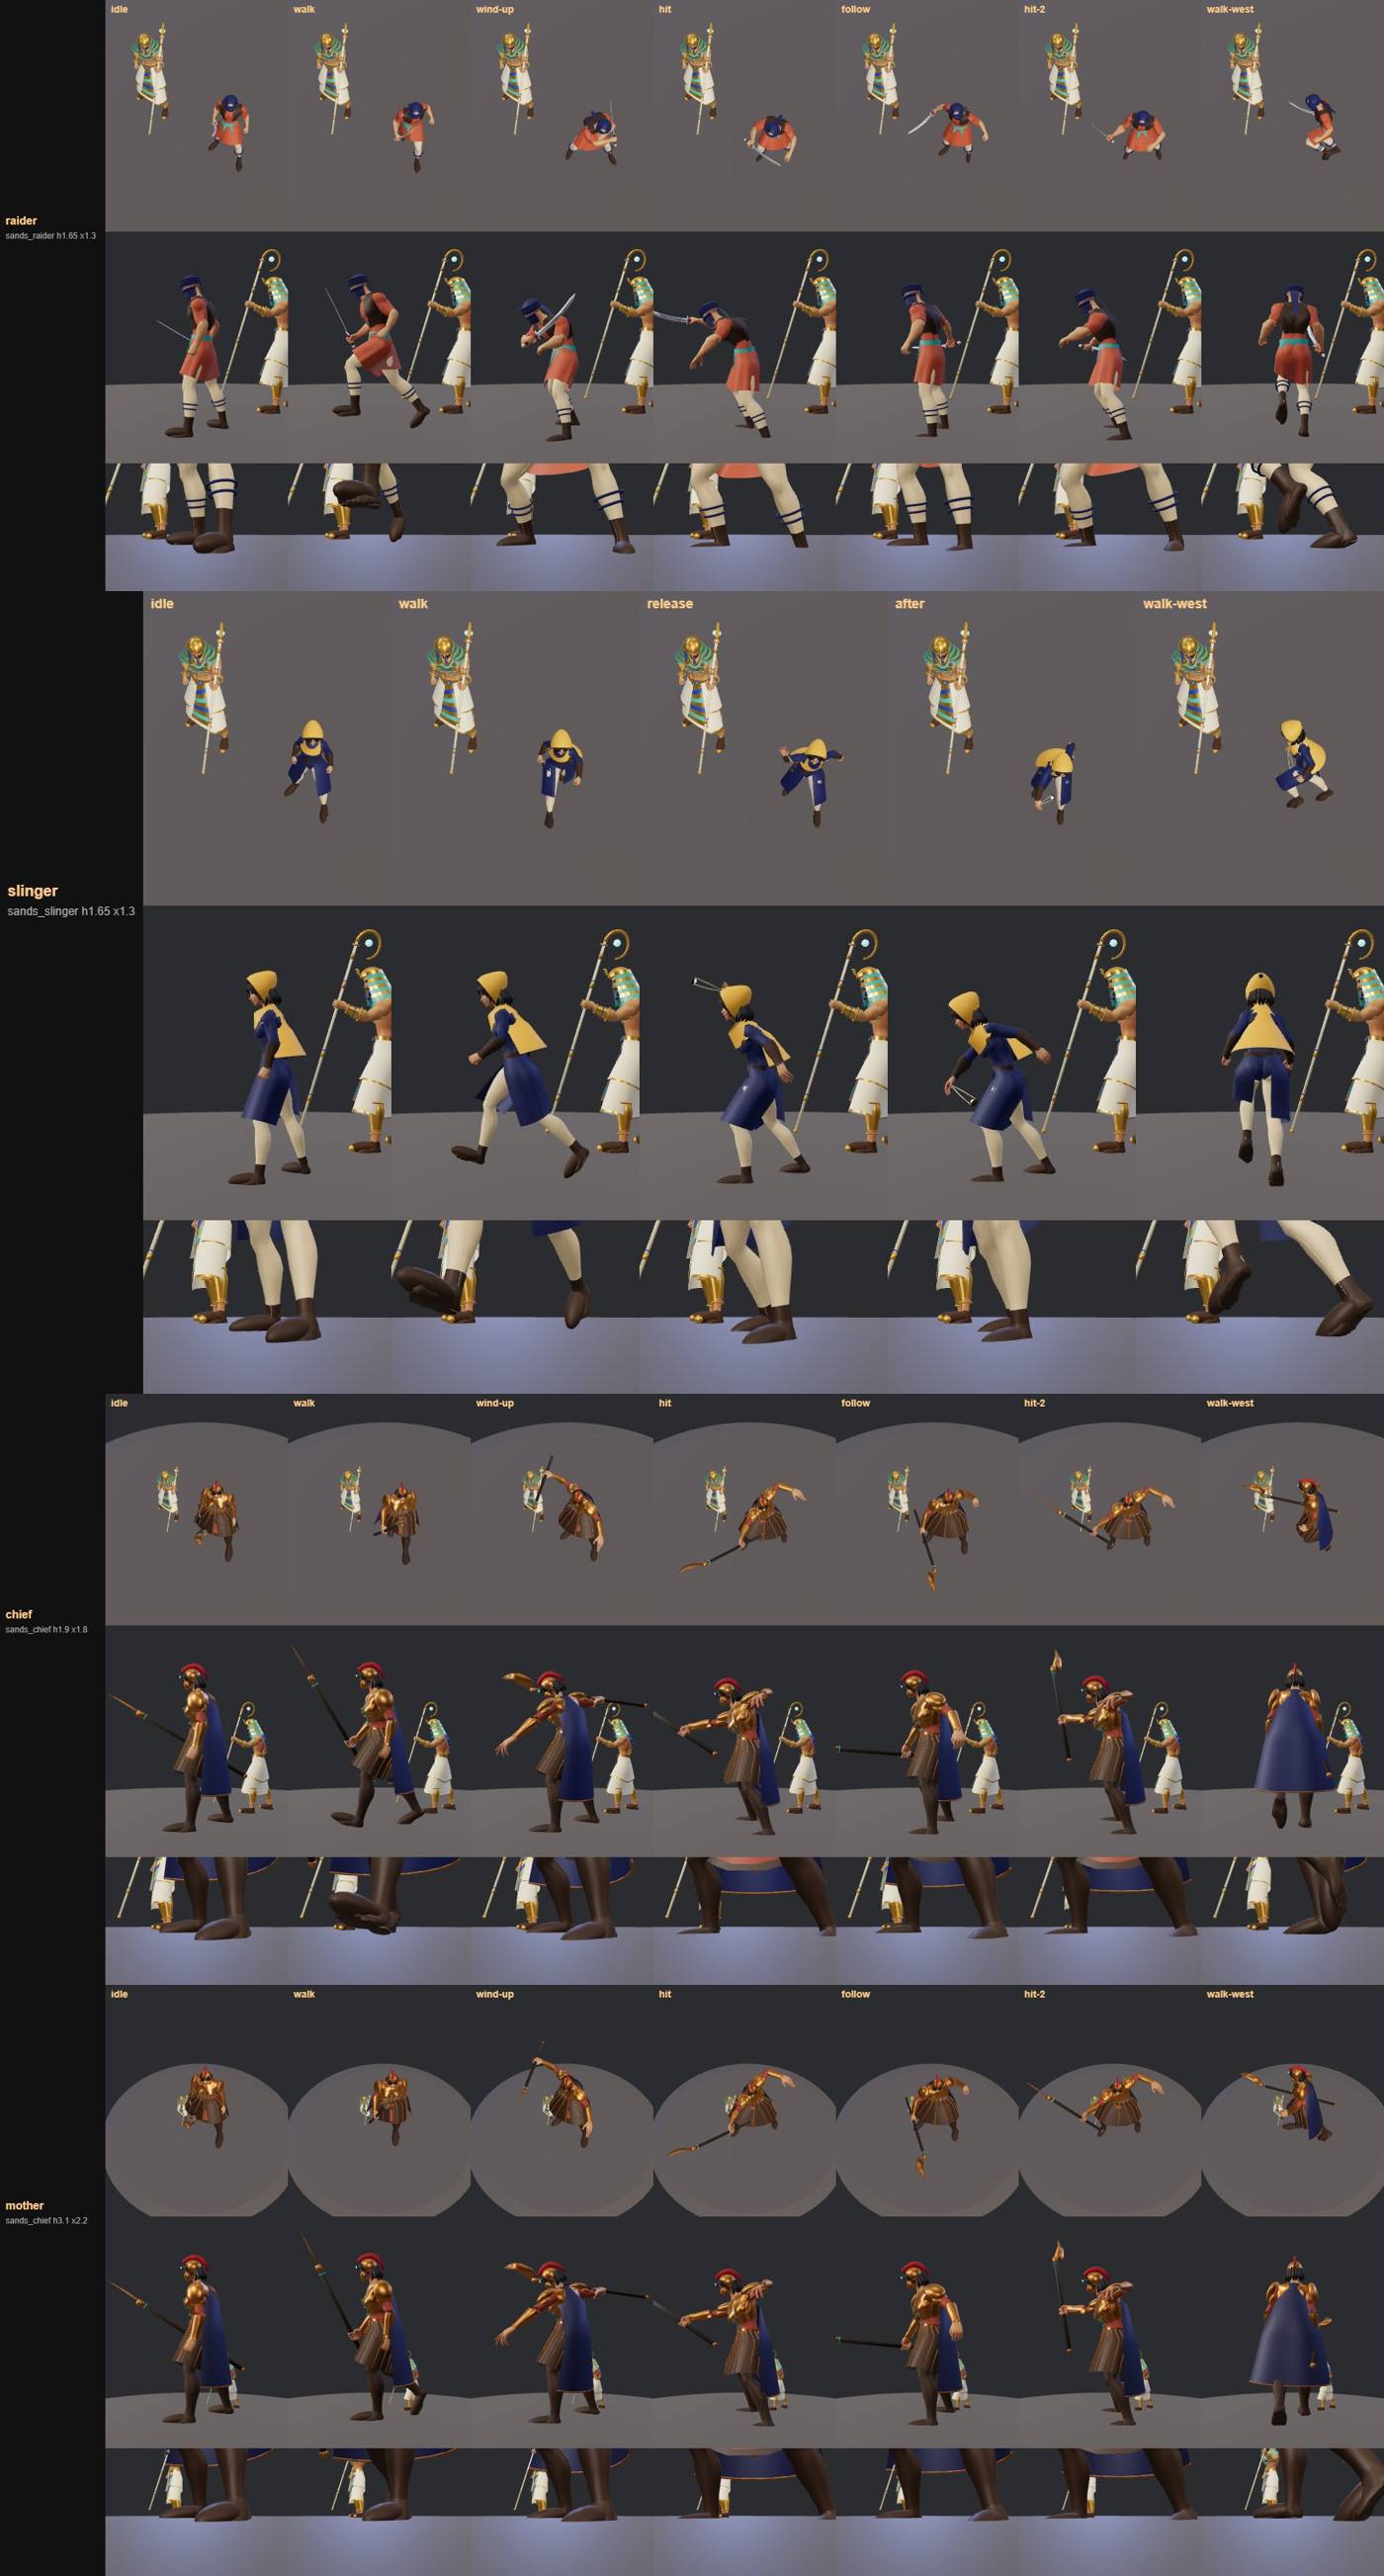 idle walk wind-up hit follow hit-2 walk-west
raider
sands_raider h1.65 x1.3
idle walk release after walk-west
slinger
sands_slinger h1.65 x1.3
idle walk wind-up hit follow hit-2 walk-west
chief
sands_chief h1.9 x1.8
idle walk wind-up hit follow hit-2 walk-west
mother
sands_chief h3.1 x2.2